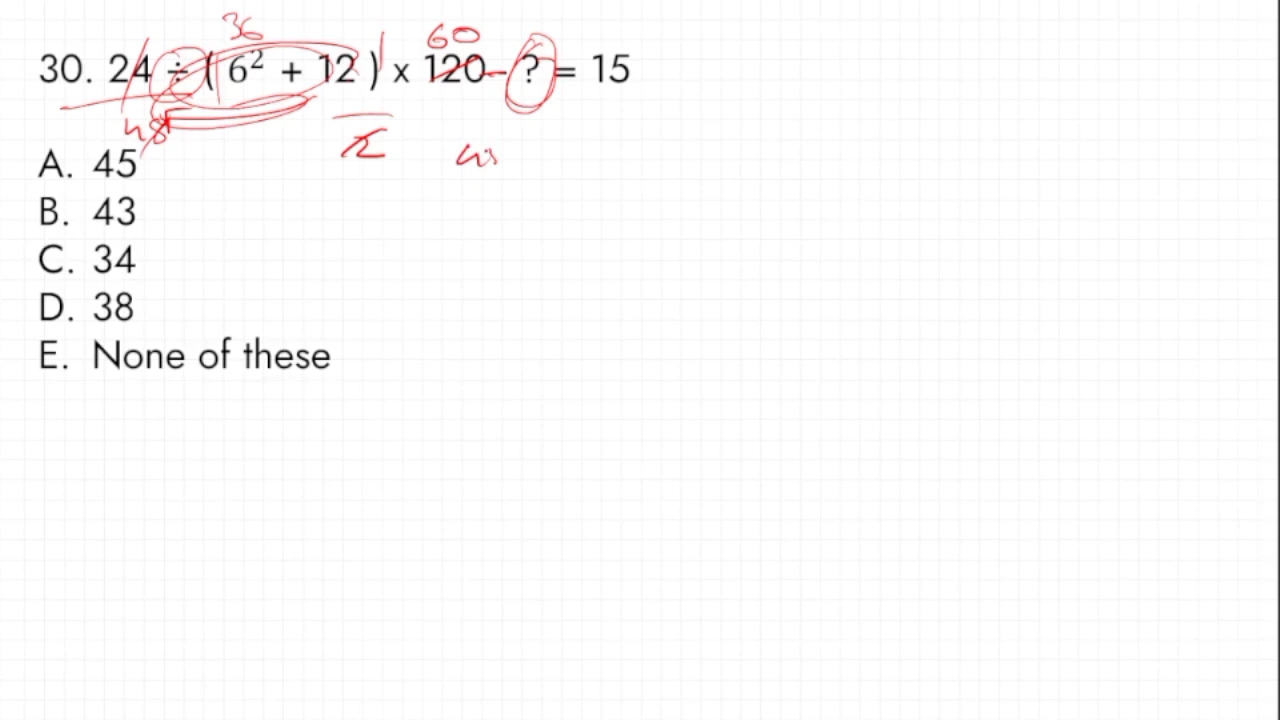 36 60
30. 24 ÷ ( 6² + 12 ) x 120 - ? = 15
48
A. 45
B. 43
C. 34
D. 38
E. None of these